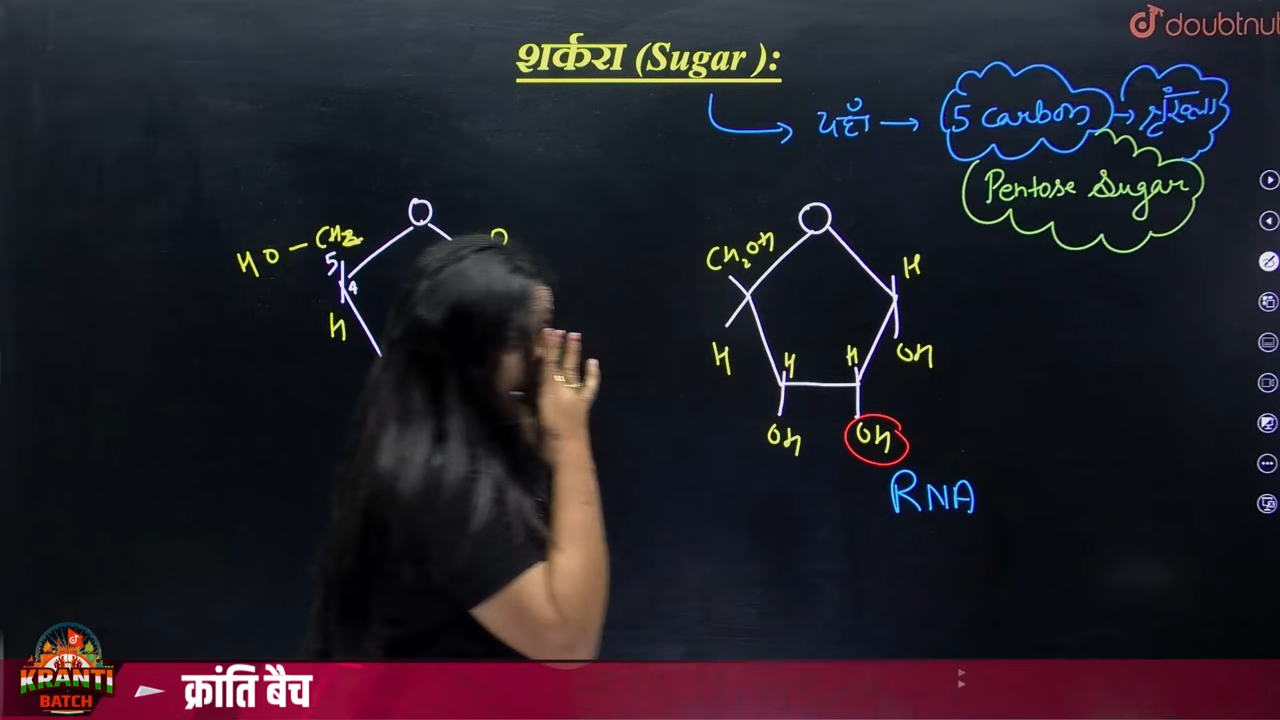 doubtnut
शर्करा (Sugar ):
यहाँ → 5 carbon → शृंखला
Pentose Sugar
HO - CH2
5
4
H
O
CH2OH
O
H
H
H
H
OH
OH
OH
RNA
KRANTI
BATCH
क्रांति बैच